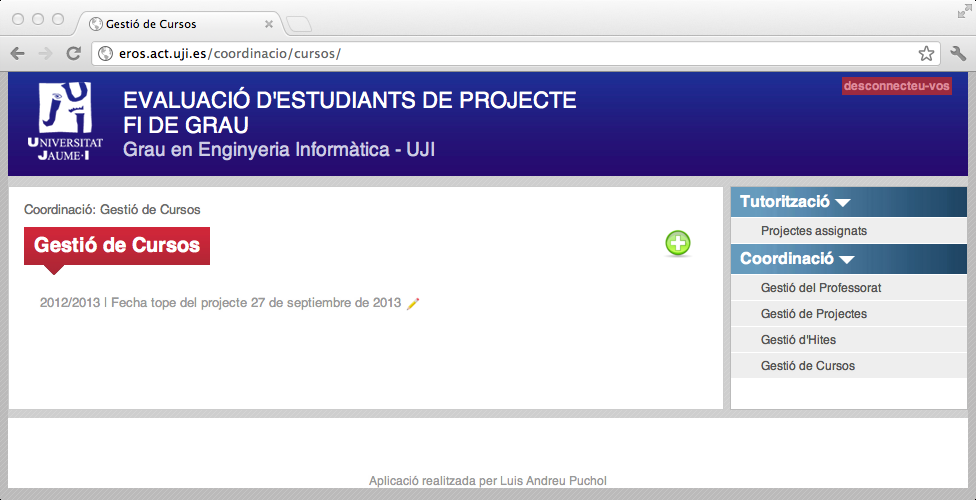 Gestió de Cursos
eros.act.uji.es/coordinacio/cursos/
UNIVERSITAT
JAUME·I
EVALUACIÓ D'ESTUDIANTS DE PROJECTE
FI DE GRAU
Grau en Enginyeria Informàtica - UJI
desconnecteu-vos
Coordinació: Gestió de Cursos
Gestió de Cursos
2012/2013 | Fecha tope del projecte 27 de septiembre de 2013
Tutorització
Projectes assignats
Coordinació
Gestió del Professorat
Gestió de Projectes
Gestió d'Hites
Gestió de Cursos
Aplicació realitzada per Luis Andreu Puchol